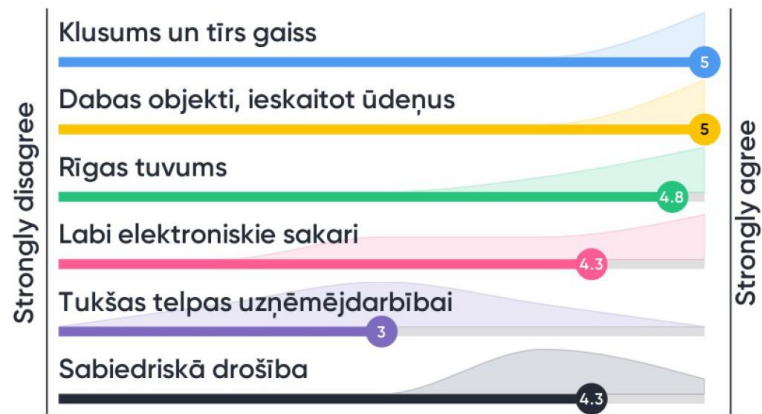 Strongly disagree
Klusums un tīrs gaiss
5
Dabas objekti, ieskaitot ūdeņus
5
Rīgas tuvums
4.8
Labi elektroniskie sakari
4.3
Tukšas telpas uzņēmējdarbībai
3
Sabiedriskā drošība
4.3
Strongly agree